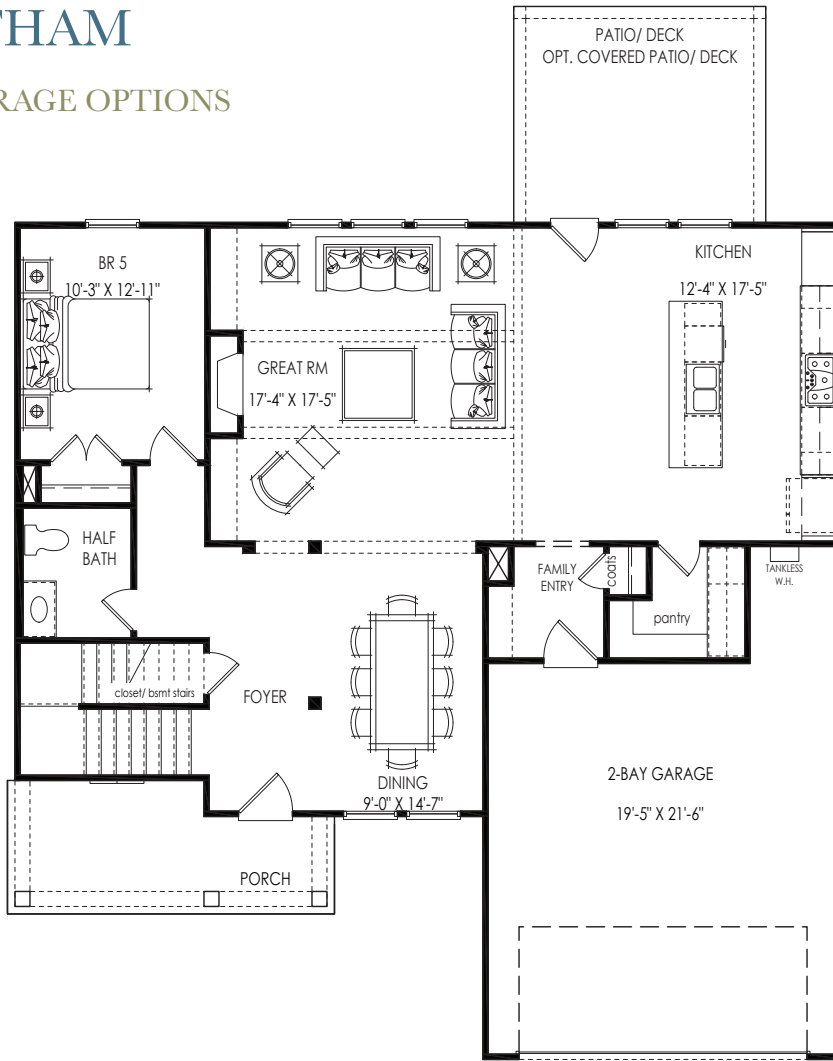 THAM
RAGE OPTIONS
PATIO/ DECK
OPT. COVERED PATIO/ DECK
BR 5
10'-3" X 12'-11"
KITCHEN
12'-4" X 17'-5"
GREAT RM
17'-4" X 17'-5"
HALF
BATH
FAMILY
ENTRY
coats
pantry
TANKLESS
W.H.
closet/ bsmt stairs
FOYER
DINING
9'-0" X 14'-7"
2-BAY GARAGE
19'-5" X 21'-6"
PORCH